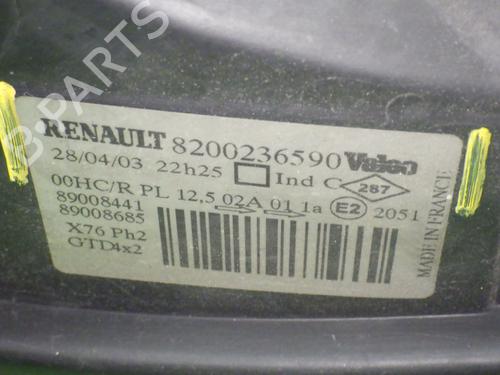 B-PARTS
RENAULT 8200236590 Valeo
28/04/03 22h25 Ind C 287
00HC/R PL 12,5 02A 01 1a E2 2051
89008441
89008685
X76 Ph2
GTD4x2
MADE IN FRANCE